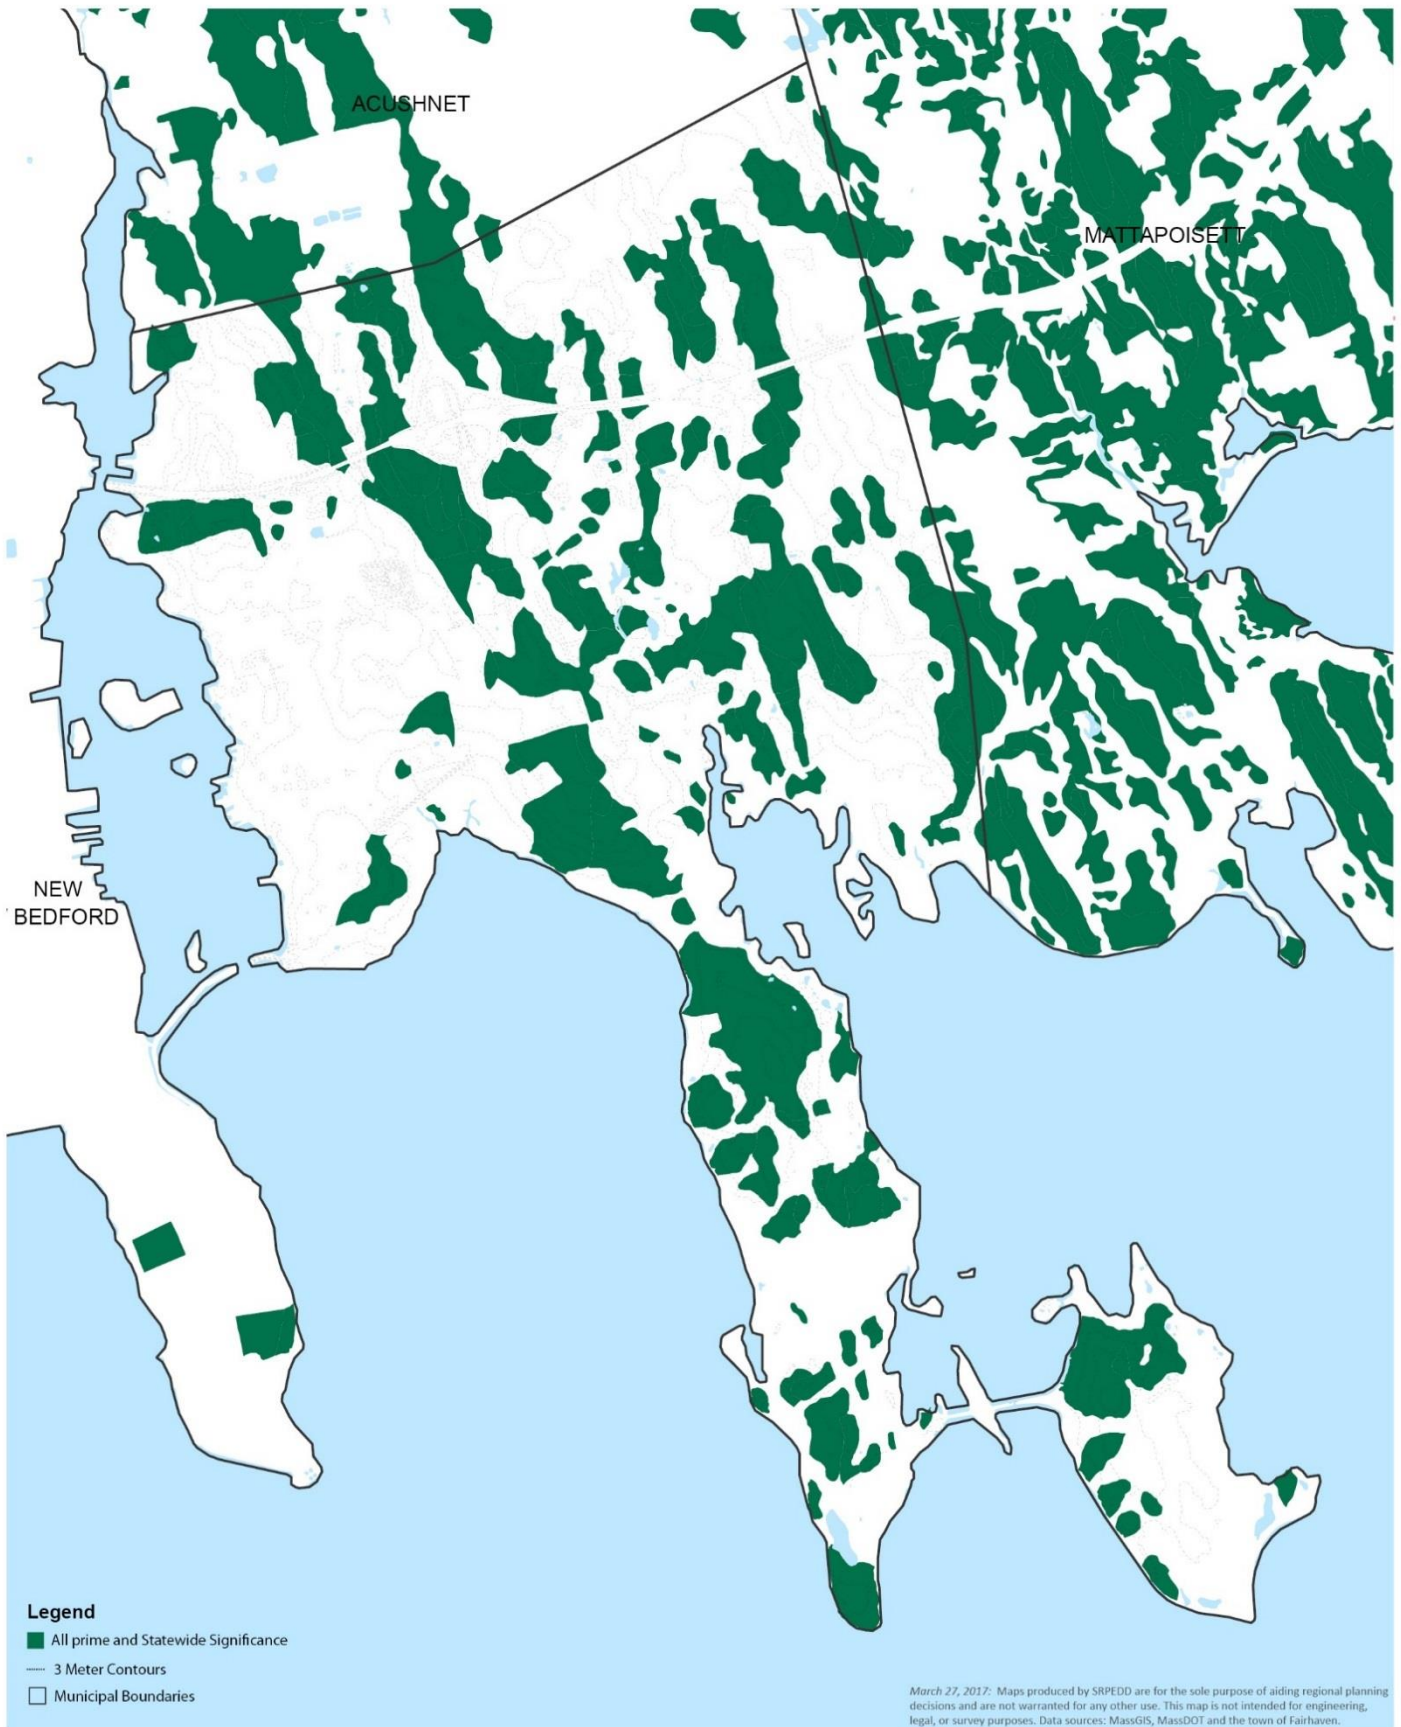 ACUSHNET
MATTAPOISETT
NEW
BEDFORD
Legend
All prime and Statewide Significance
3 Meter Contours
Municipal Boundaries
March 27, 2017: Maps produced by SRPEDD are for the sole purpose of aiding regional planning
decisions and are not warranted for any other use. This map is not intended for engineering,
legal, or survey purposes. Data sources: MassGIS, MassDOT and the town of Fairhaven.